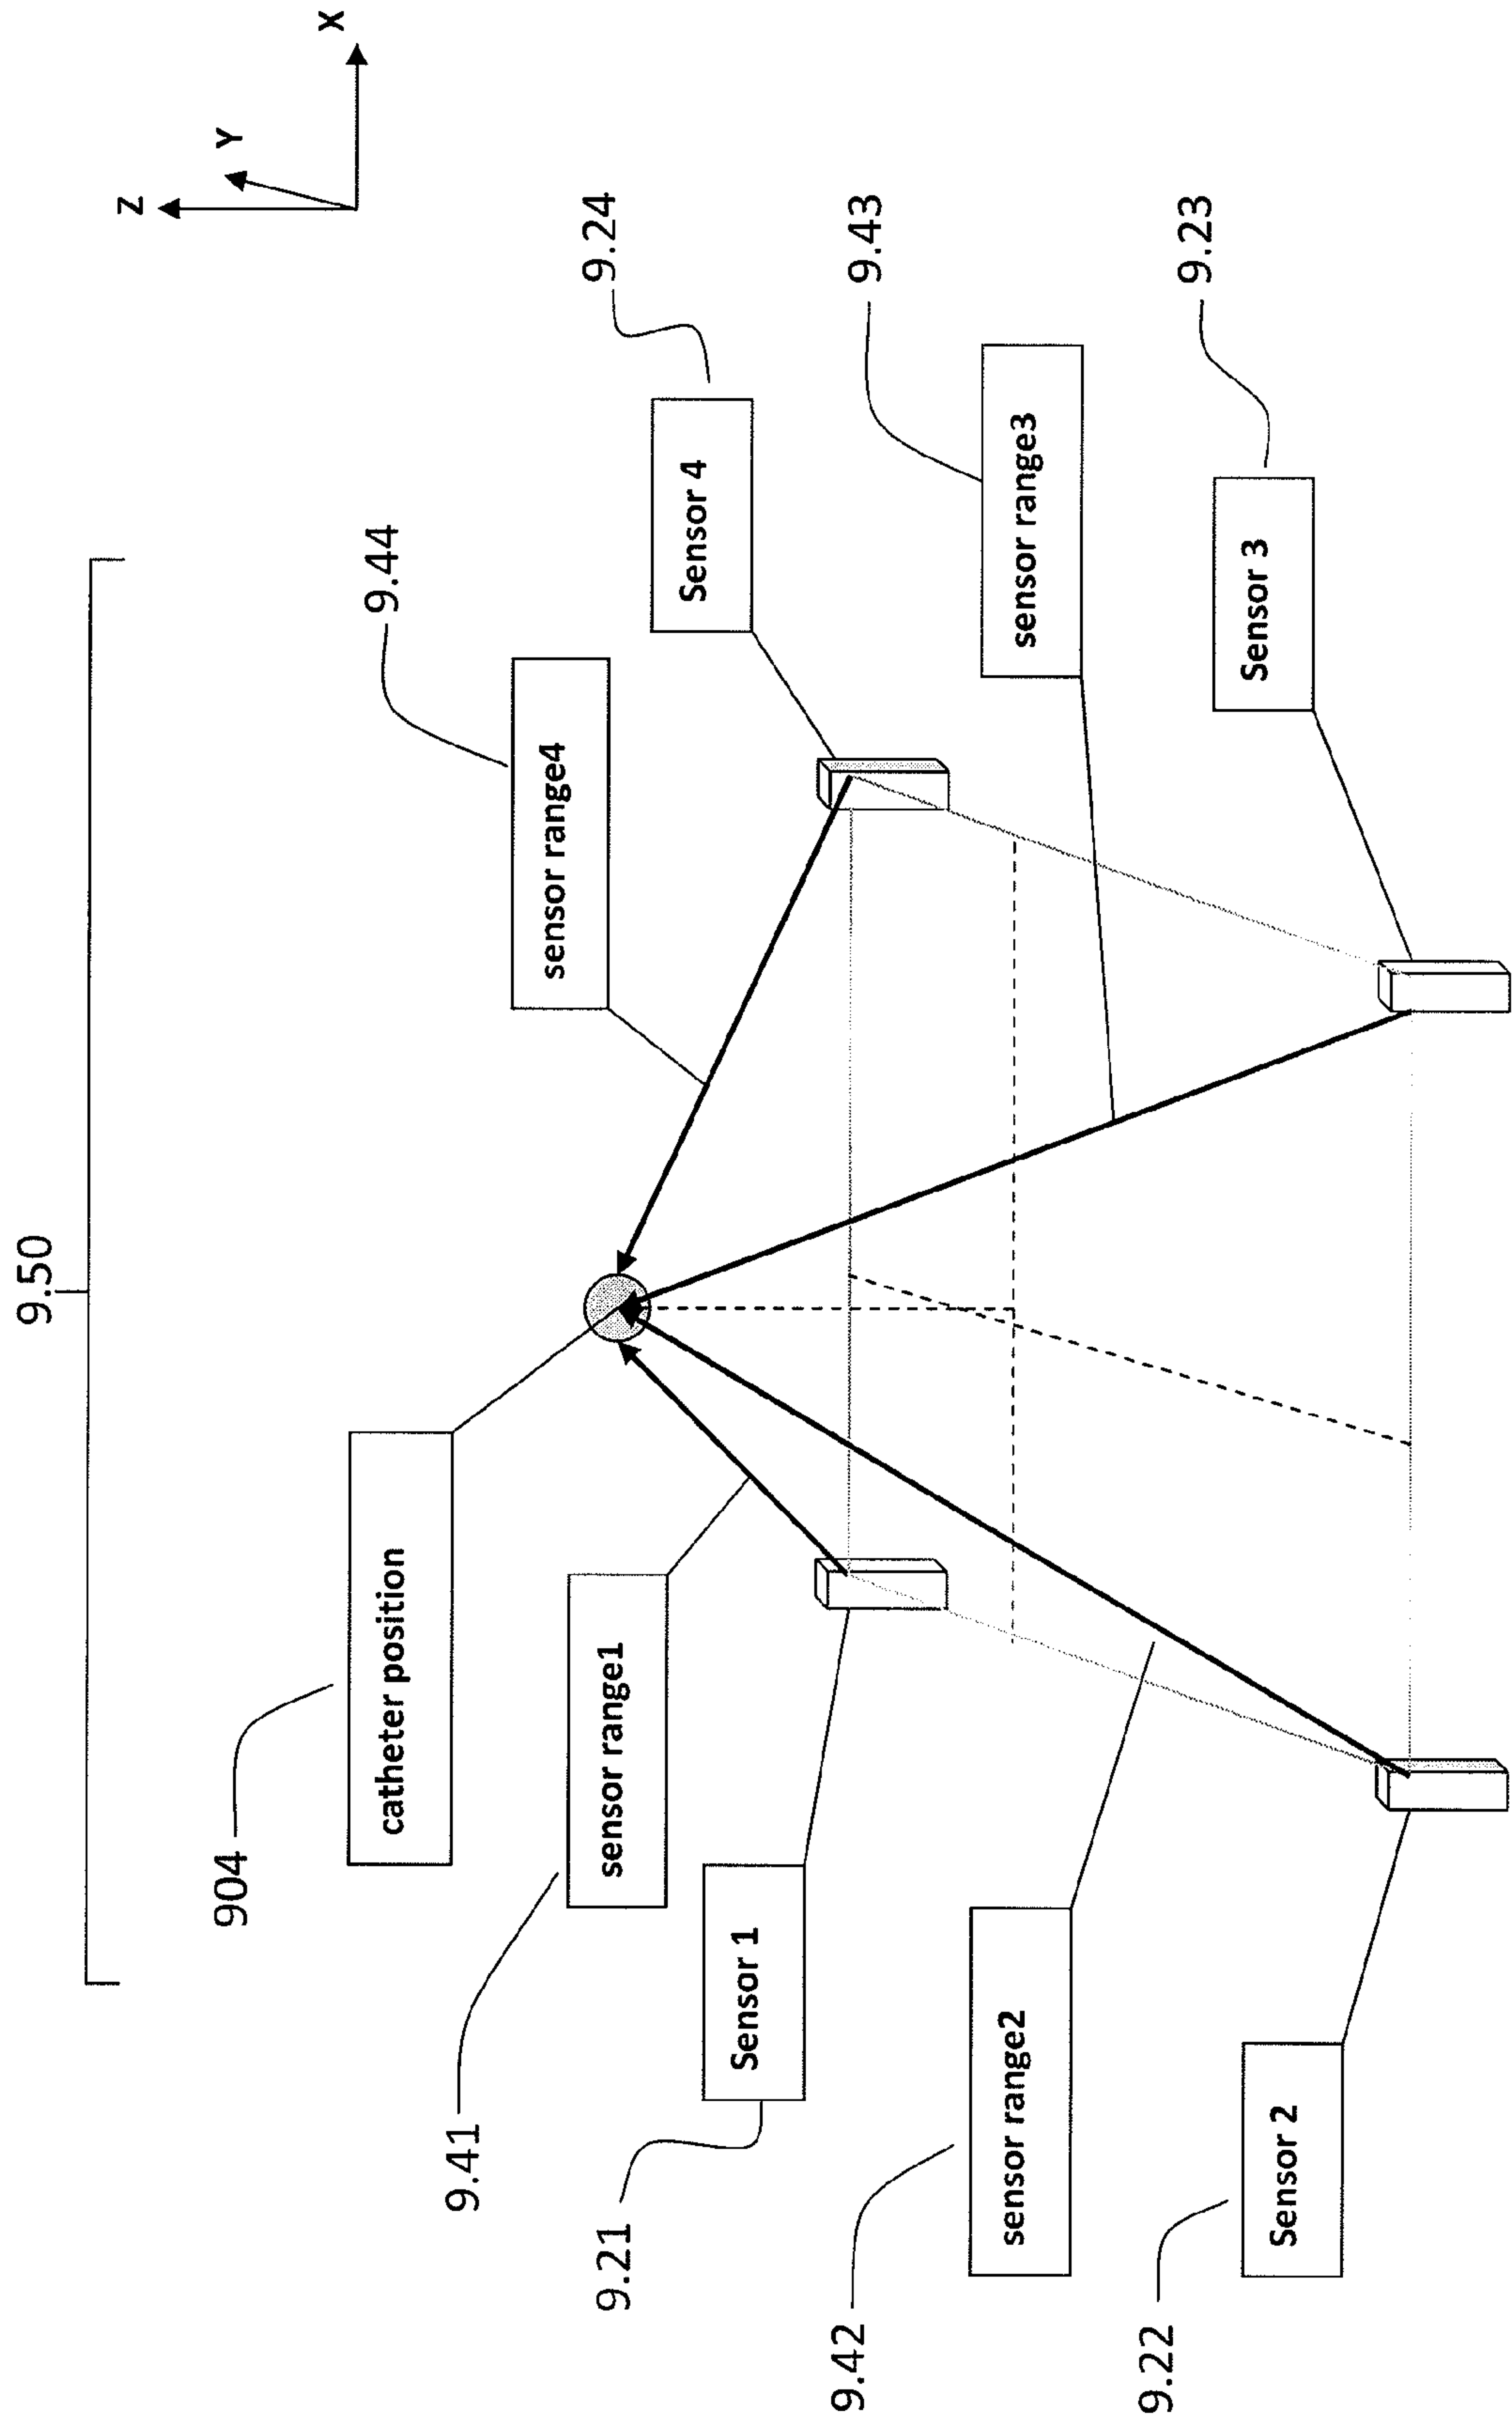 9.50
Z
Y
X
904
catheter position
9.44
sensor range4
9.41
sensor range1
9.24
Sensor 4
9.21
Sensor 1
9.43
sensor range3
9.42
sensor range2
9.23
Sensor 3
9.22
Sensor 2